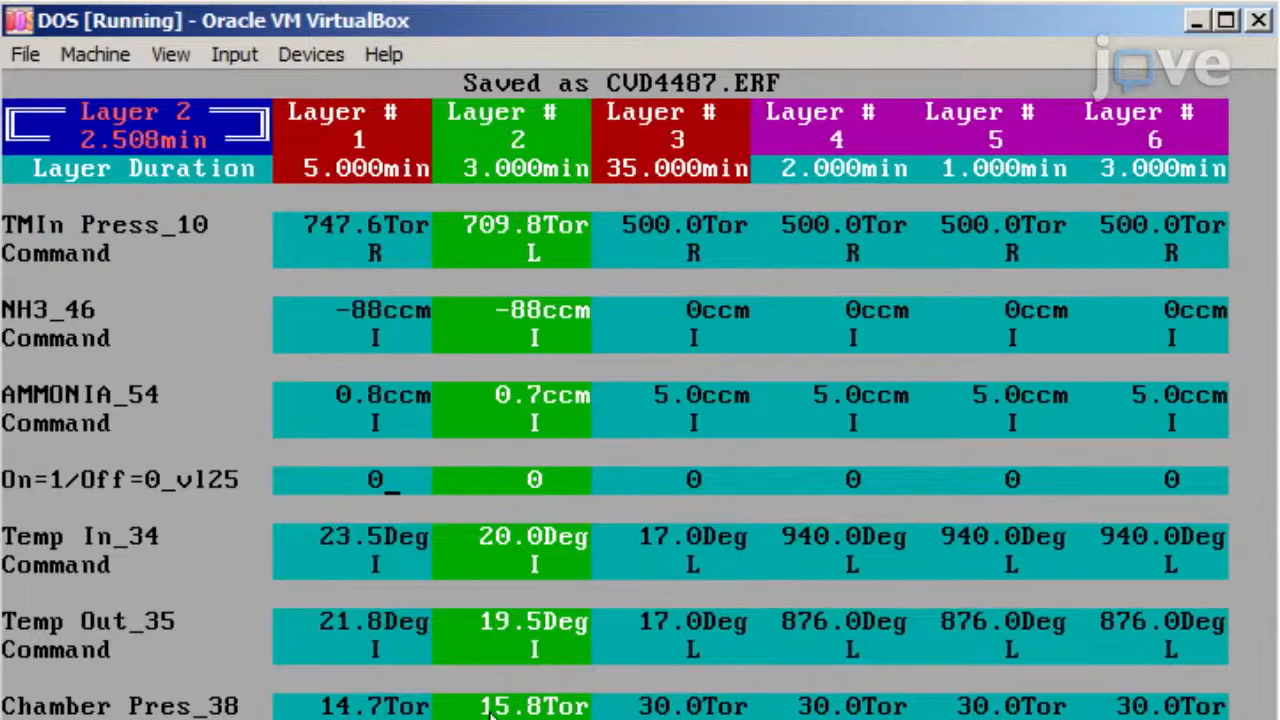 DOS [Running] - Oracle VM VirtualBox
File Machine View Input Devices Help
jove
Saved as CVD4487.ERF
Layer 2 Layer # Layer # Layer # Layer # Layer # Layer #
2.508min 1 2 3 4 5 6
Layer Duration 5.000min 3.000min 35.000min 2.000min 1.000min 3.000min
TMIn Press_10 747.6Tor 709.8Tor 500.0Tor 500.0Tor 500.0Tor 500.0Tor
Command R L R R R R
NH3_46 -88ccm -88ccm 0ccm 0ccm 0ccm 0ccm
Command I I I I I I
AMMONIA_54 0.8ccm 0.7ccm 5.0ccm 5.0ccm 5.0ccm 5.0ccm
Command I I I I I I
On=1/Off=0_vl25 0_ 0 0 0 0 0
Temp In_34 23.5Deg 20.0Deg 17.0Deg 940.0Deg 940.0Deg 940.0Deg
Command I I L L L L
Temp Out_35 21.8Deg 19.5Deg 17.0Deg 876.0Deg 876.0Deg 876.0Deg
Command I I L L L L
Chamber Pres_38 14.7Tor 15.8Tor 30.0Tor 30.0Tor 30.0Tor 30.0Tor